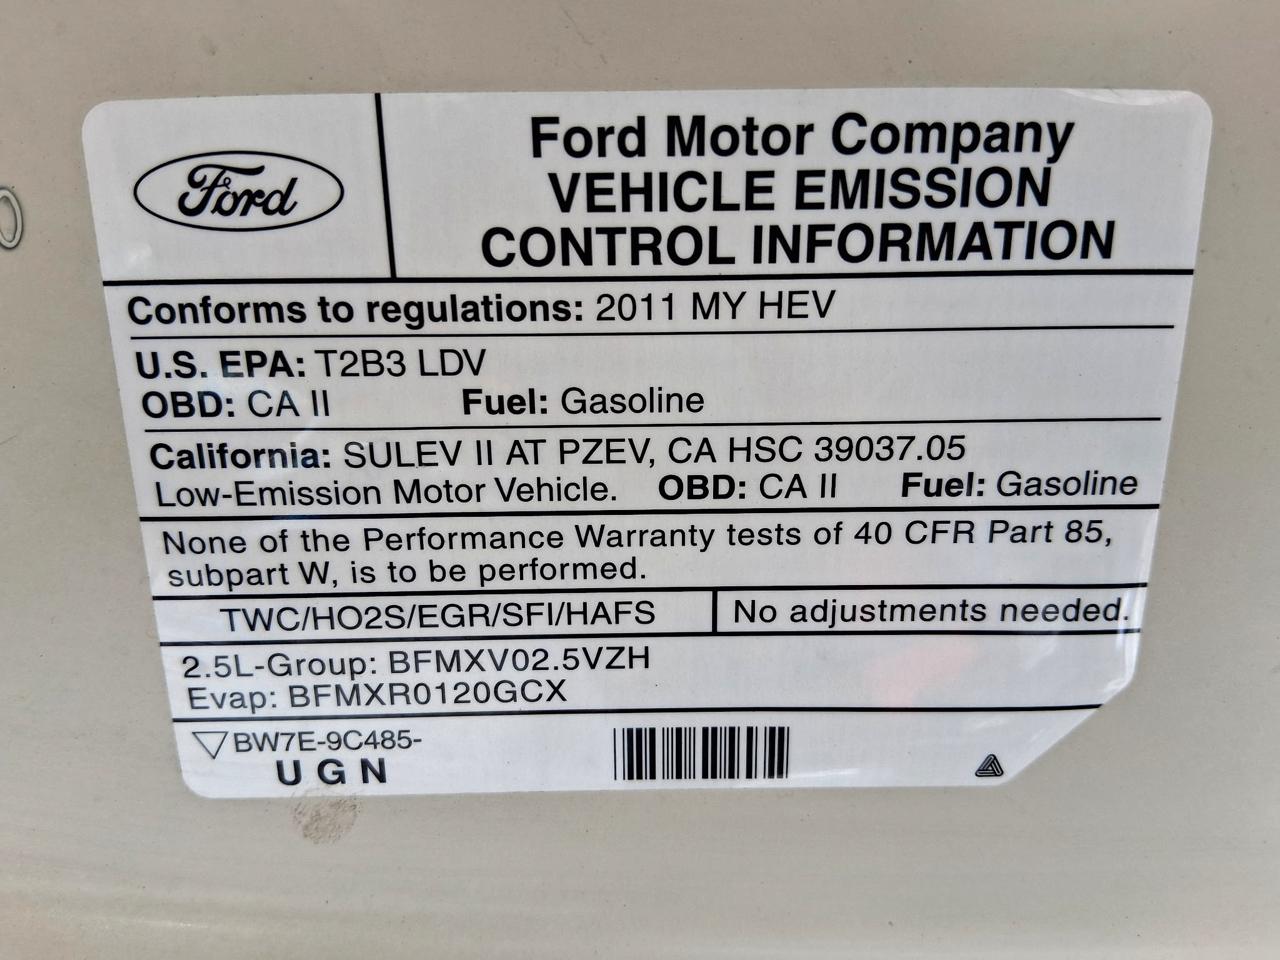 Ford
Ford Motor Company
VEHICLE EMISSION
CONTROL INFORMATION
Conforms to regulations: 2011 MY HEV
U.S. EPA: T2B3 LDV
OBD: CA II Fuel: Gasoline
California: SULEV II AT PZEV, CA HSC 39037.05
Low-Emission Motor Vehicle. OBD: CA II Fuel: Gasoline
None of the Performance Warranty tests of 40 CFR Part 85,
subpart W, is to be performed.
TWC/HO2S/EGR/SFI/HAFS No adjustments needed.
2.5L-Group: BFMXV02.5VZH
Evap: BFMXR0120GCX
BW7E-9C485-
U G N